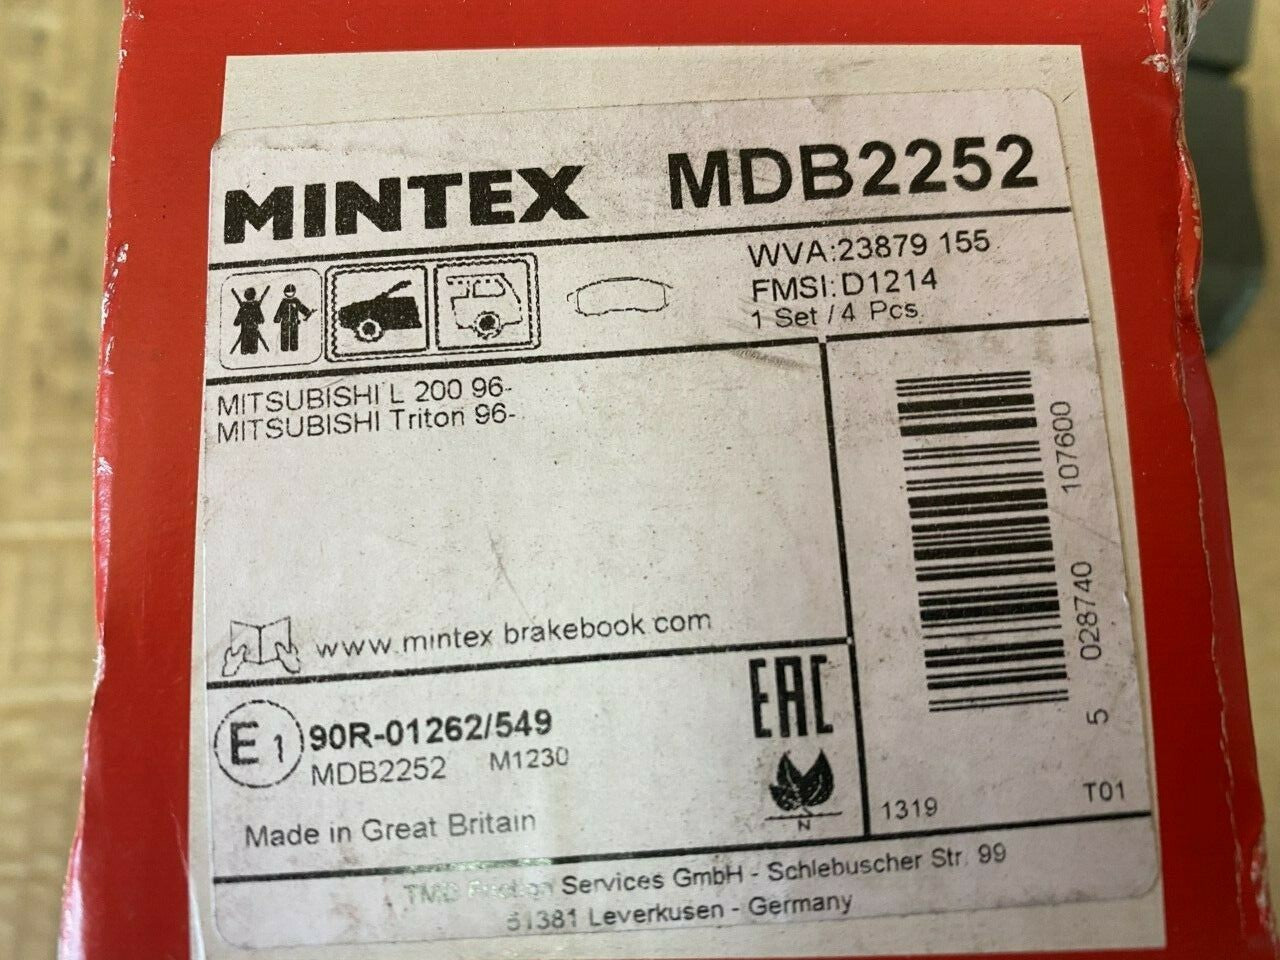 MINTEX MDB2252
WVA:23879 155
FMSI:D1214
1 Set / 4 Pcs.
MITSUBISHI L 200 96-
MITSUBISHI Triton 96-
www.mintex brakebook com
5 028740 107600
E1 90R-01262/549
MDB2252 M1230
EAC
N
Made in Great Britain
1319 T01
TMD Services GmbH - Schlebuscher Str. 99
51381 Leverkusen - Germany